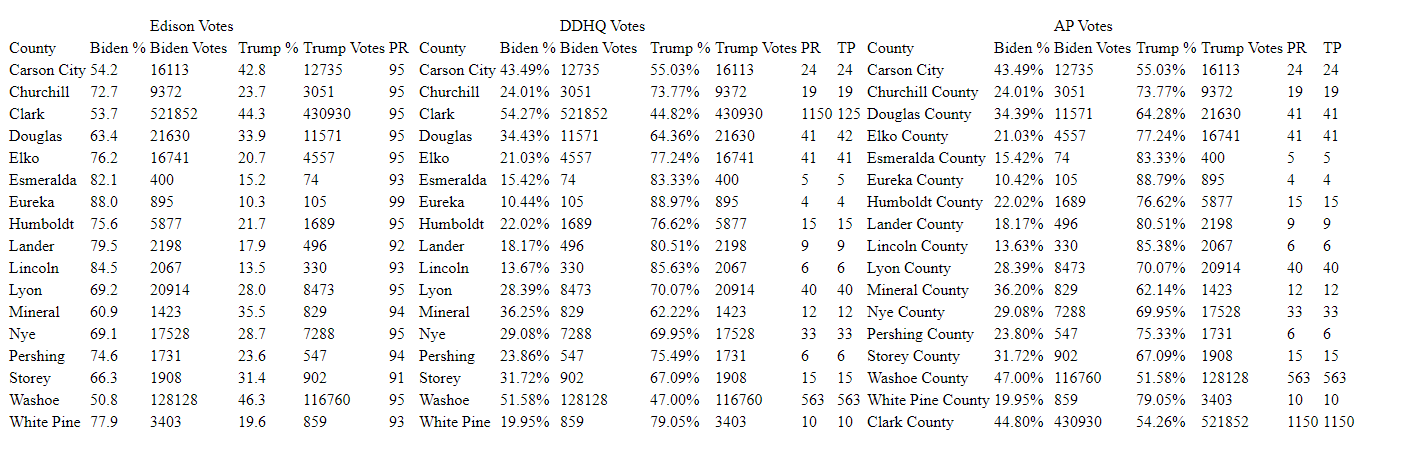 Edison Votes DDHQ Votes AP Votes
County Biden % Biden Votes Trump % Trump Votes PR County Biden % Biden Votes Trump % Trump Votes PR TP County Biden % Biden Votes Trump % Trump Votes PR TP
Carson City 54.2 16113 42.8 12735 95 Carson City 43.49% 12735 55.03% 16113 24 24 Carson City 43.49% 12735 55.03% 16113 24 24
Churchill 72.7 9372 23.7 3051 95 Churchill 24.01% 3051 73.77% 9372 19 19 Churchill County 24.01% 3051 73.77% 9372 19 19
Clark 53.7 521852 44.3 430930 95 Clark 54.27% 521852 44.82% 430930 1150 125 Douglas County 34.39% 11571 64.28% 21630 41 41
Douglas 63.4 21630 33.9 11571 95 Douglas 34.43% 11571 64.36% 21630 41 42 Elko County 21.03% 4557 77.24% 16741 41 41
Elko 76.2 16741 20.7 4557 95 Elko 21.03% 4557 77.24% 16741 41 41 Esmeralda County 15.42% 74 83.33% 400 5 5
Esmeralda 82.1 400 15.2 74 93 Esmeralda 15.42% 74 83.33% 400 5 5 Eureka County 10.42% 105 88.79% 895 4 4
Eureka 88.0 895 10.3 105 99 Eureka 10.44% 105 88.97% 895 4 4 Humboldt County 22.02% 1689 76.62% 5877 15 15
Humboldt 75.6 5877 21.7 1689 95 Humboldt 22.02% 1689 76.62% 5877 15 15 Lander County 18.17% 496 80.51% 2198 9 9
Lander 79.5 2198 17.9 496 92 Lander 18.17% 496 80.51% 2198 9 9 Lincoln County 13.63% 330 85.38% 2067 6 6
Lincoln 84.5 2067 13.5 330 93 Lincoln 13.67% 330 85.63% 2067 6 6 Lyon County 28.39% 8473 70.07% 20914 40 40
Lyon 69.2 20914 28.0 8473 95 Lyon 28.39% 8473 70.07% 20914 40 40 Mineral County 36.20% 829 62.14% 1423 12 12
Mineral 60.9 1423 35.5 829 94 Mineral 36.25% 829 62.22% 1423 12 12 Nye County 29.08% 7288 69.95% 17528 33 33
Nye 69.1 17528 28.7 7288 95 Nye 29.08% 7288 69.95% 17528 33 33 Pershing County 23.80% 547 75.33% 1731 6 6
Pershing 74.6 1731 23.6 547 94 Pershing 23.86% 547 75.49% 1731 6 6 Storey County 31.72% 902 67.09% 1908 15 15
Storey 66.3 1908 31.4 902 91 Storey 31.72% 902 67.09% 1908 15 15 Washoe County 47.00% 116760 51.58% 128128 563 563
Washoe 50.8 128128 46.3 116760 95 Washoe 51.58% 128128 47.00% 116760 563 563 White Pine County 19.95% 859 79.05% 3403 10 10
White Pine 77.9 3403 19.6 859 93 White Pine 19.95% 859 79.05% 3403 10 10 Clark County 44.80% 430930 54.26% 521852 1150 1150